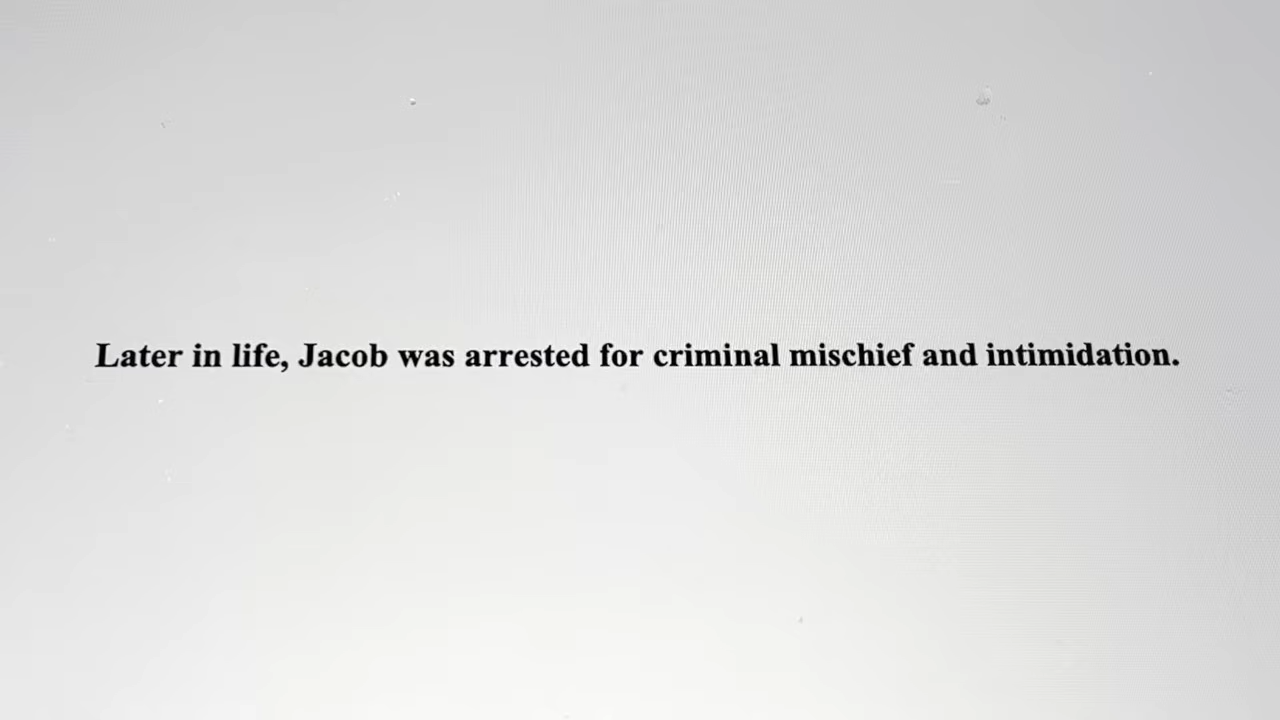 Later in life, Jacob was arrested for criminal mischief and intimidation.